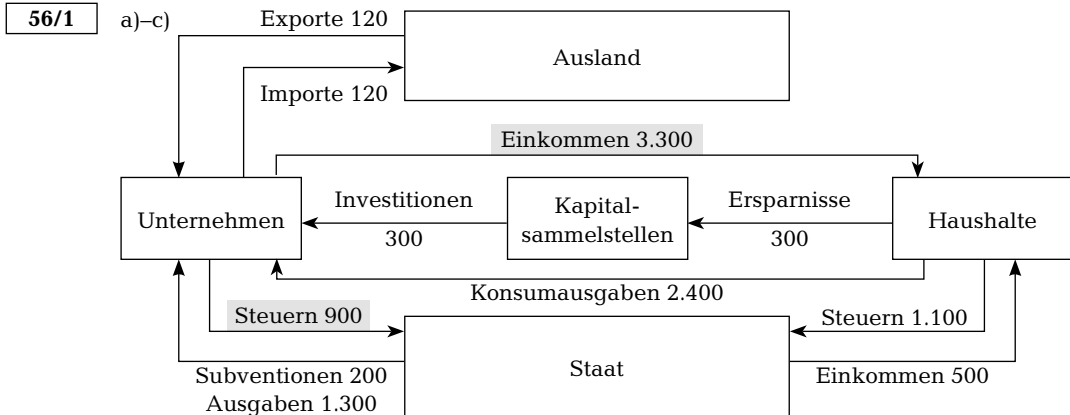 56/1 a)–c)
Exporte 120
Ausland
Importe 120
Einkommen 3.300
Unternehmen
Investitionen
300
Kapital-
sammelstellen
Ersparnisse
300
Haushalte
Konsumausgaben 2.400
Steuern 900
Steuern 1.100
Staat
Subventionen 200
Ausgaben 1.300
Einkommen 500